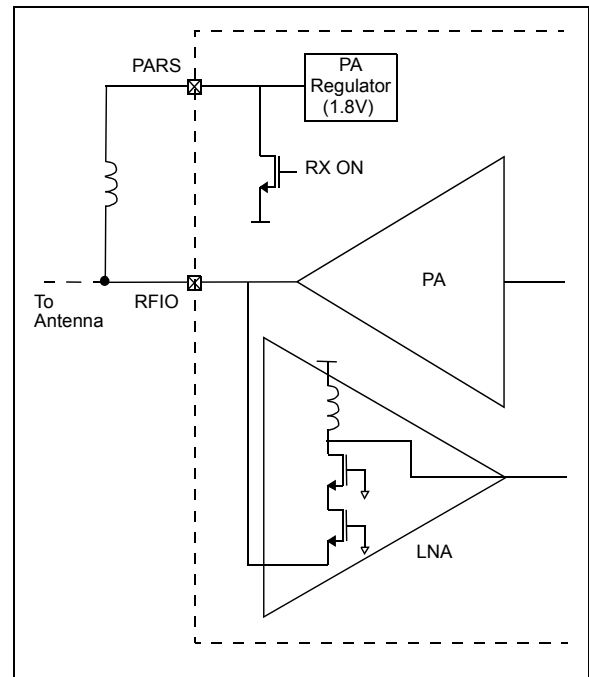 PARS
PA
Regulator
(1.8V)
RX ON
To
Antenna
RFIO
PA
LNA